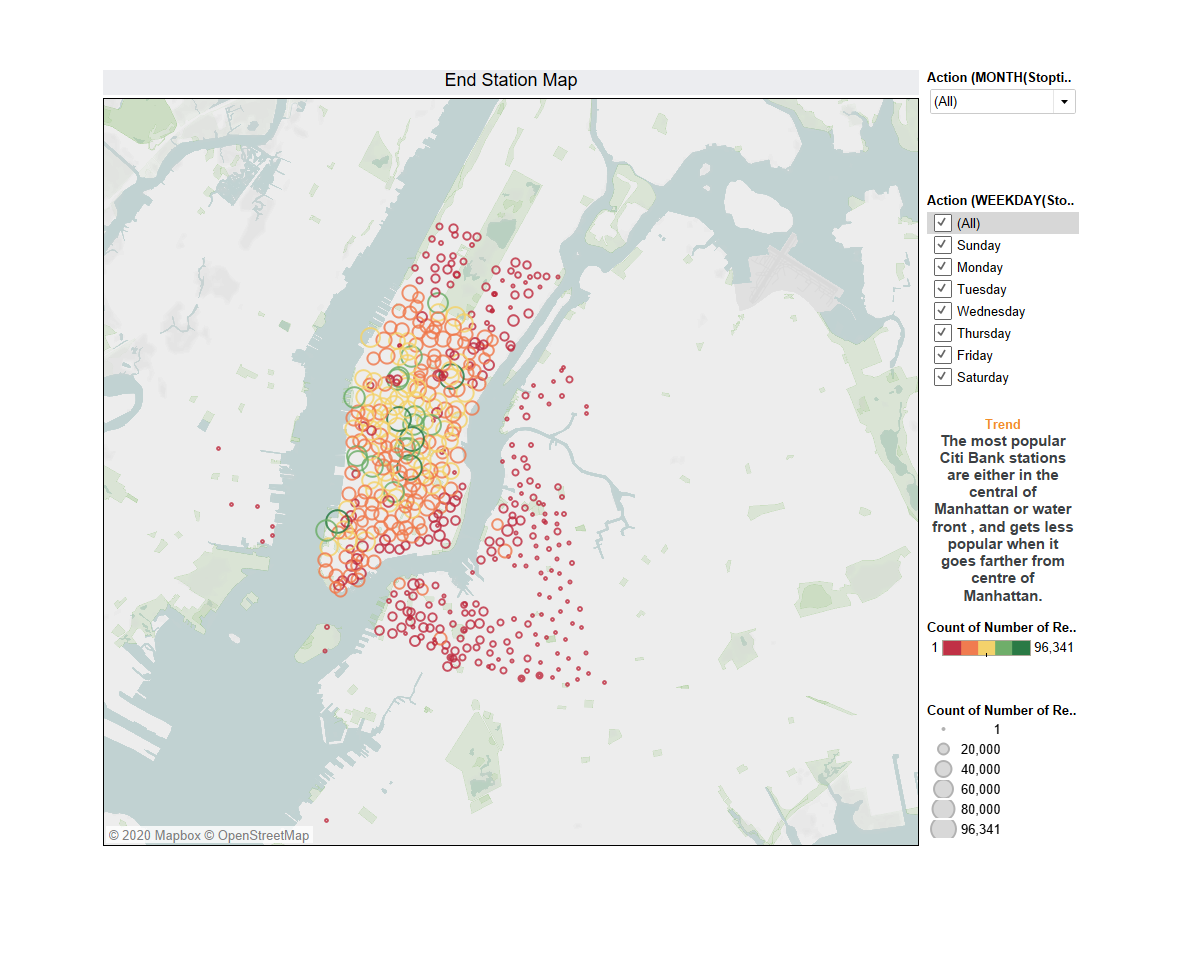 End Station Map
Action (MONTH(Stopti..
(All)
Action (WEEKDAY(Sto..
(All)
Sunday
Monday
Tuesday
Wednesday
Thursday
Friday
Saturday
Trend
The most popular
Citi Bank stations
are either in the
central of
Manhattan or water
front , and gets less
popular when it
goes farther from
centre of
Manhattan.
Count of Number of Re..
1 96,341
Count of Number of Re..
1
20,000
40,000
60,000
80,000
96,341
© 2020 Mapbox © OpenStreetMap